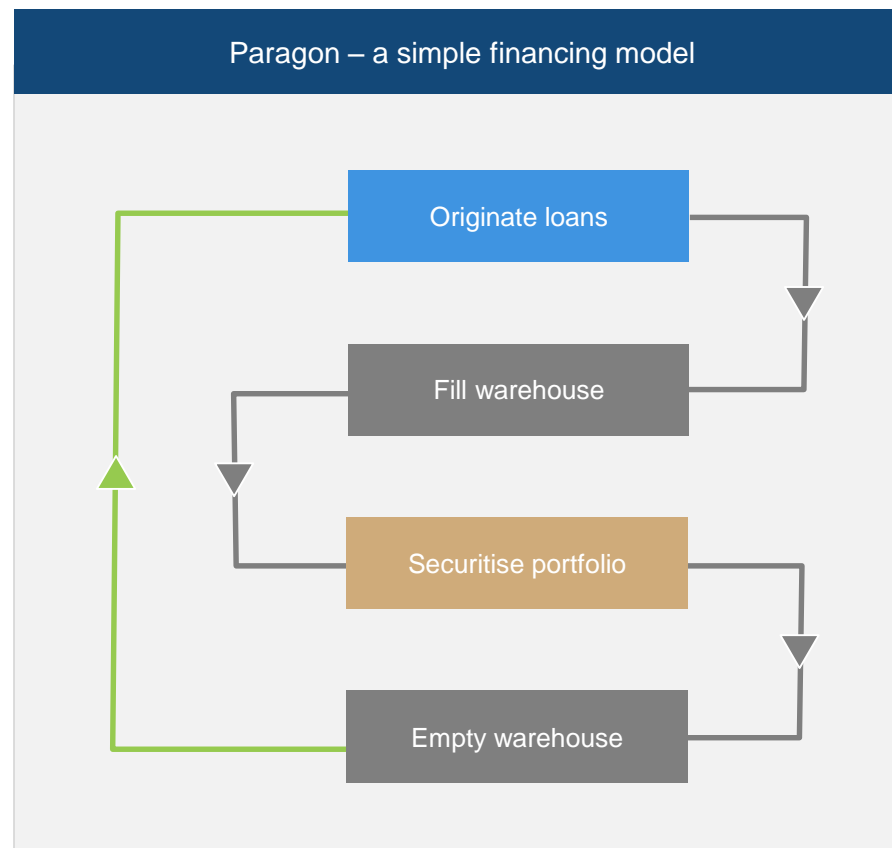 Paragon – a simple financing model
Originate loans
Fill warehouse
Securitise portfolio
Empty warehouse